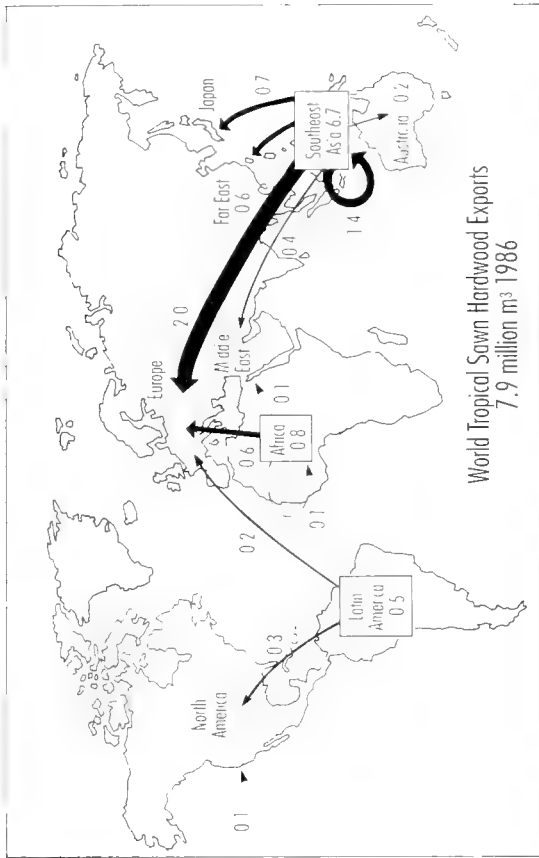 North
America
0 1
0 3
Latin
America
0 5
0 2
Europe
0 6
Africa
0 8
0 1
0 1
Middle
East
2 0
0 4
Far East
0 6
Japan
0 7
Southeast
Asia 6.7
1 4
Australia
0 2
World Tropical Sawn Hardwood Exports
7.9 million m³ 1986